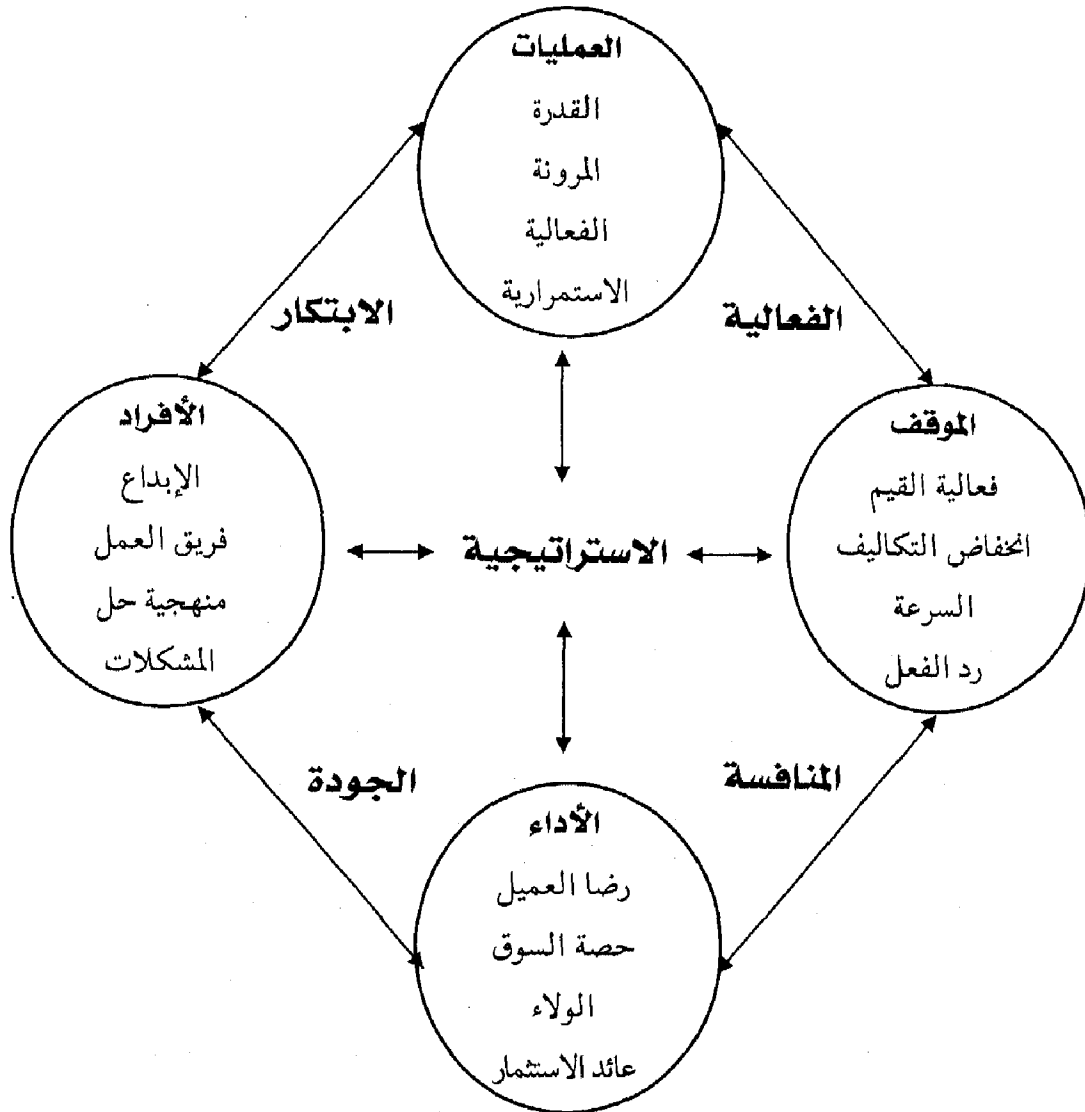 العمليات
القدرة
المرونة
الفعالية
الاستمرارية
الفعالية
الابتكار
الموقف
فعالية القيم
انخفاض التكاليف
السرعة
رد الفعل
الاستراتيجية
الأفراد
الإبداع
فريق العمل
منهجية حل
المشكلات
المنافسة
الجودة
الأداء
رضا العميل
حصة السوق
الولاء
عائد الاستثمار